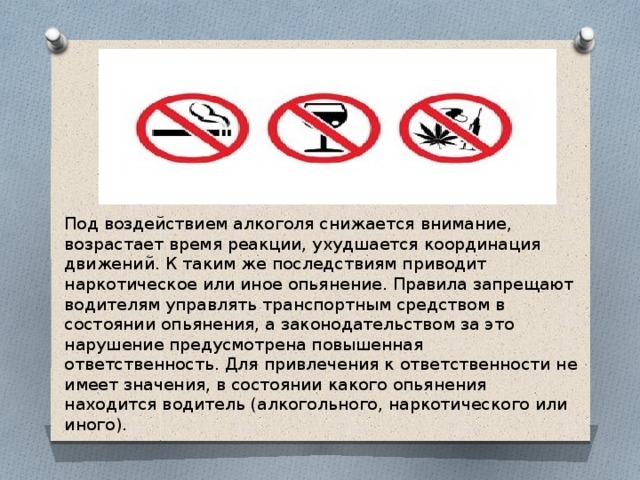 Под воздействием алкоголя снижается внимание,
возрастает время реакции, ухудшается координация
движений. К таким же последствиям приводит
наркотическое или иное опьянение. Правила запрещают
водителям управлять транспортным средством в
состоянии опьянения, а законодательством за это
нарушение предусмотрена повышенная
ответственность. Для привлечения к ответственности не
имеет значения, в состоянии какого опьянения
находится водитель (алкогольного, наркотического или
иного).